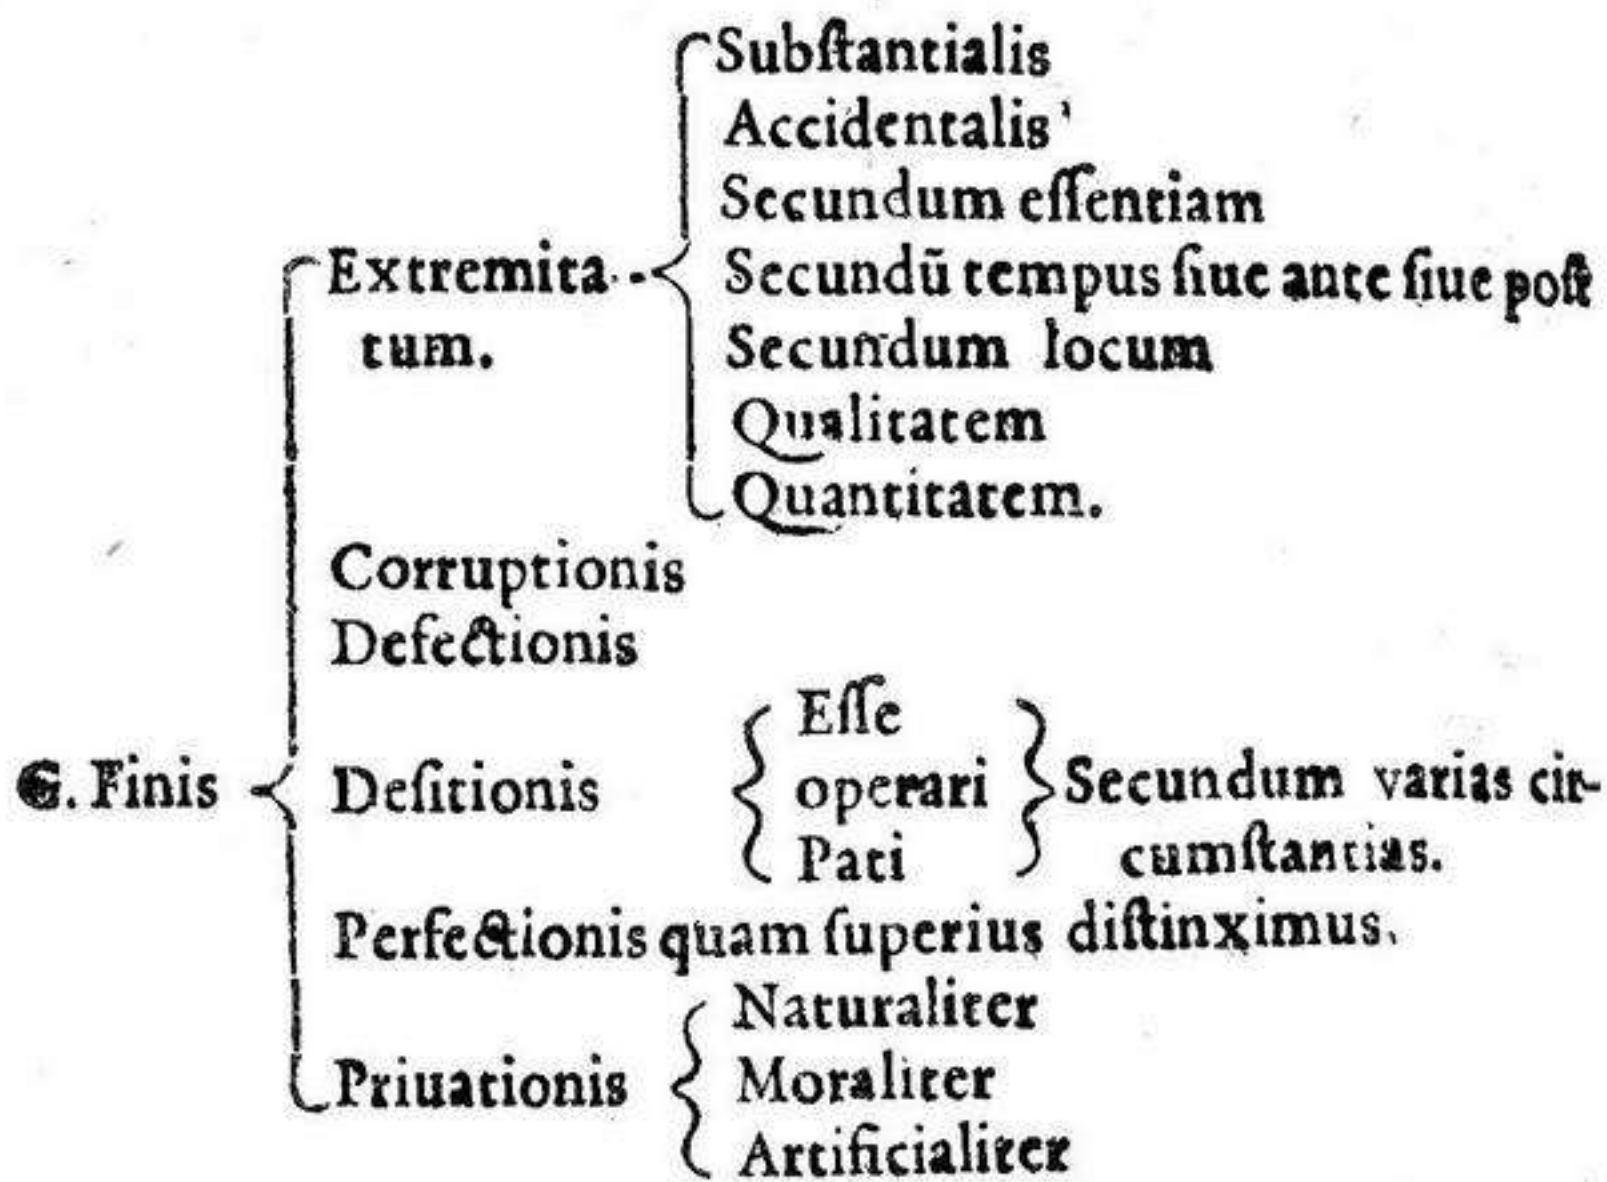 Subſtantialis
Accidentalis
Secundum eſſentiam
Extremita
Secundū tempus ſiue ante ſiue poſt
tum.
Secundum locum
Qualitatem
Quantitatem.
Corruptionis
Defectionis
Eſſe
G. Finis
Deſitionis
operari
Secundum varias cir-
Pati
cumſtantias.
Perfectionis quam ſuperius diſtinximus.
Naturaliter
Priuationis
Moraliter
Artificialiter